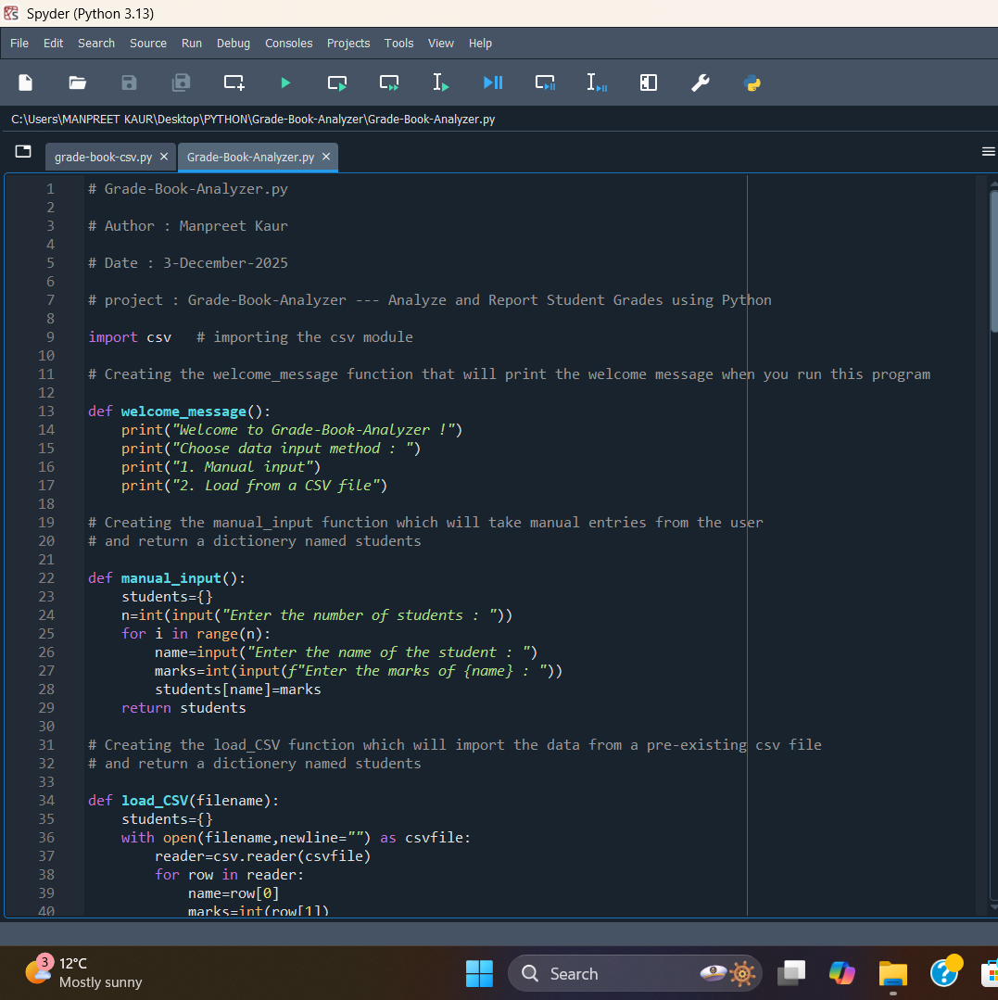 Spyder (Python 3.13)
File Edit Search Source Run Debug Consoles Projects Tools View Help
C:\Users\MANPREET KAUR\Desktop\PYTHON\Grade-Book-Analyzer\Grade-Book-Analyzer.py
grade-book-csv.py Grade-Book-Analyzer.py
1 # Grade-Book-Analyzer.py
2
3 # Author : Manpreet Kaur
4
5 # Date : 3-December-2025
6
7 # project : Grade-Book-Analyzer --- Analyze and Report Student Grades using Python
8
9 import csv   # importing the csv module
10
11 # Creating the welcome_message function that will print the welcome message when you run this program
12
13 def welcome_message():
14     print("Welcome to Grade-Book-Analyzer !")
15     print("Choose data input method : ")
16     print("1. Manual input")
17     print("2. Load from a CSV file")
18
19 # Creating the manual_input function which will take manual entries from the user
20 # and return a dictionery named students
21
22 def manual_input():
23     students={}
24     n=int(input("Enter the number of students : "))
25     for i in range(n):
26         name=input("Enter the name of the student : ")
27         marks=int(input(f"Enter the marks of {name} : "))
28         students[name]=marks
29     return students
30
31 # Creating the load_CSV function which will import the data from a pre-existing csv file
32 # and return a dictionery named students
33
34 def load_CSV(filename):
35     students={}
36     with open(filename,newline="") as csvfile:
37         reader=csv.reader(csvfile)
38         for row in reader:
39             name=row[0]
40             marks=int(row[1])
3 12°C
Mostly sunny
Search